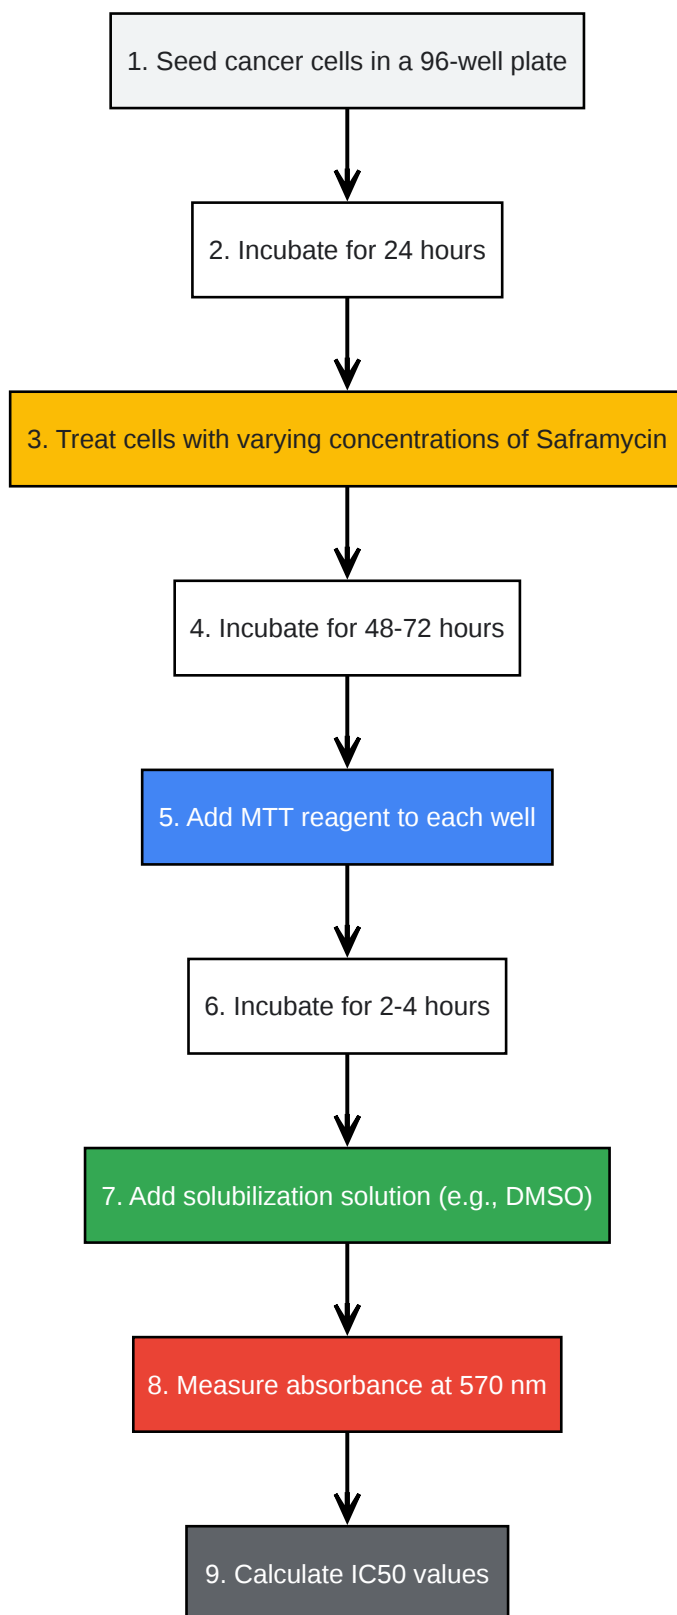 1. Seed cancer cells in a 96-well plate
2. Incubate for 24 hours
3. Treat cells with varying concentrations of Saframycin
4. Incubate for 48-72 hours
5. Add MTT reagent to each well
6. Incubate for 2-4 hours
7. Add solubilization solution (e.g., DMSO)
8. Measure absorbance at 570 nm
9. Calculate IC50 values